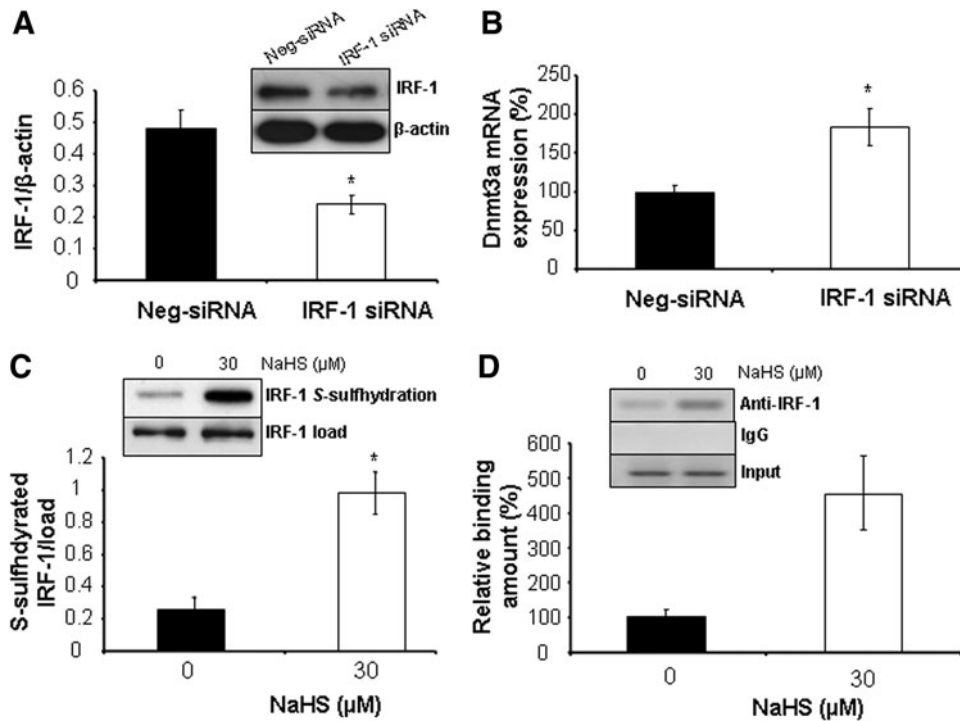 A
Neg-siRNA
IRF-1 siRNA
IRF-1
β-actin
IRF-1/β-actin
0.6
0.5
0.4
0.3
0.2
0.1
0
*
Neg-siRNA
IRF-1 siRNA
B
Dnmt3a mRNA
expression (%)
250
200
150
100
50
0
*
Neg-siRNA
IRF-1 siRNA
C
0
30
NaHS (µM)
IRF-1 S-sulfhydration
IRF-1 load
S-sulfhdyrated
IRF-1/load
1.2
1
0.8
0.6
0.4
0.2
0
*
0
30
NaHS (µM)
D
0
30
NaHS (µM)
Anti-IRF-1
IgG
Input
Relative binding
amount (%)
600
500
400
300
200
100
0
0
30
NaHS (µM)